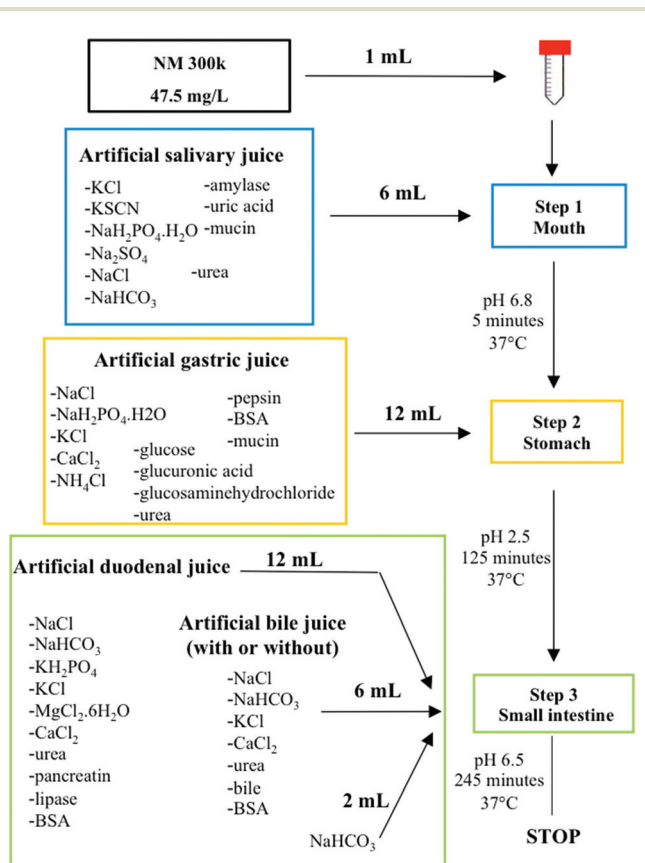 NM 300k
47.5 mg/L
1 mL
Artificial salivary juice
-KCl
-KSCN
-NaH₂PO₄.H₂O
-Na₂SO₄
-NaCl
-NaHCO₃
-amylase
-uric acid
-mucin
-urea
6 mL
Step 1
Mouth
pH 6.8
5 minutes
37°C
Artificial gastric juice
-NaCl
-NaH₂PO₄.H2O
-KCl
-CaCl₂
-NH₄Cl
-pepsin
-BSA
-mucin
-glucose
-glucuronic acid
-glucosaminehydrochloride
-urea
12 mL
Step 2
Stomach
pH 2.5
125 minutes
37°C
Artificial duodenal juice
12 mL
-NaCl
-NaHCO₃
-KH₂PO₄
-KCl
-MgCl₂.6H₂O
-CaCl₂
-urea
-pancreatin
-lipase
-BSA
Artificial bile juice
(with or without)
-NaCl
-NaHCO₃
-KCl
-CaCl₂
-urea
-bile
-BSA
6 mL
2 mL
NaHCO₃
Step 3
Small intestine
pH 6.5
245 minutes
37°C
STOP